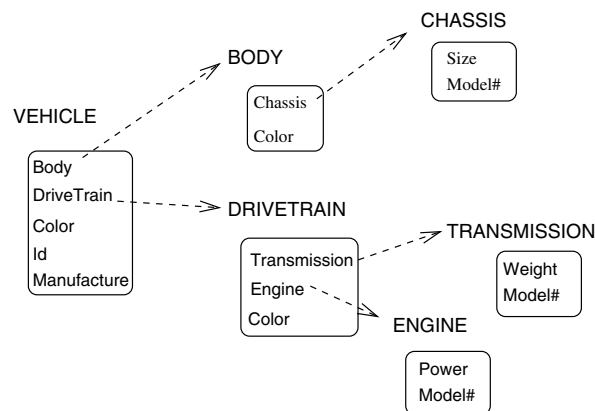 CHASSIS
Size
Model#
BODY
Chassis
Color
VEHICLE
Body
DriveTrain
Color
Id
Manufacture
DRIVETRAIN
Transmission
Engine
Color
TRANSMISSION
Weight
Model#
ENGINE
Power
Model#